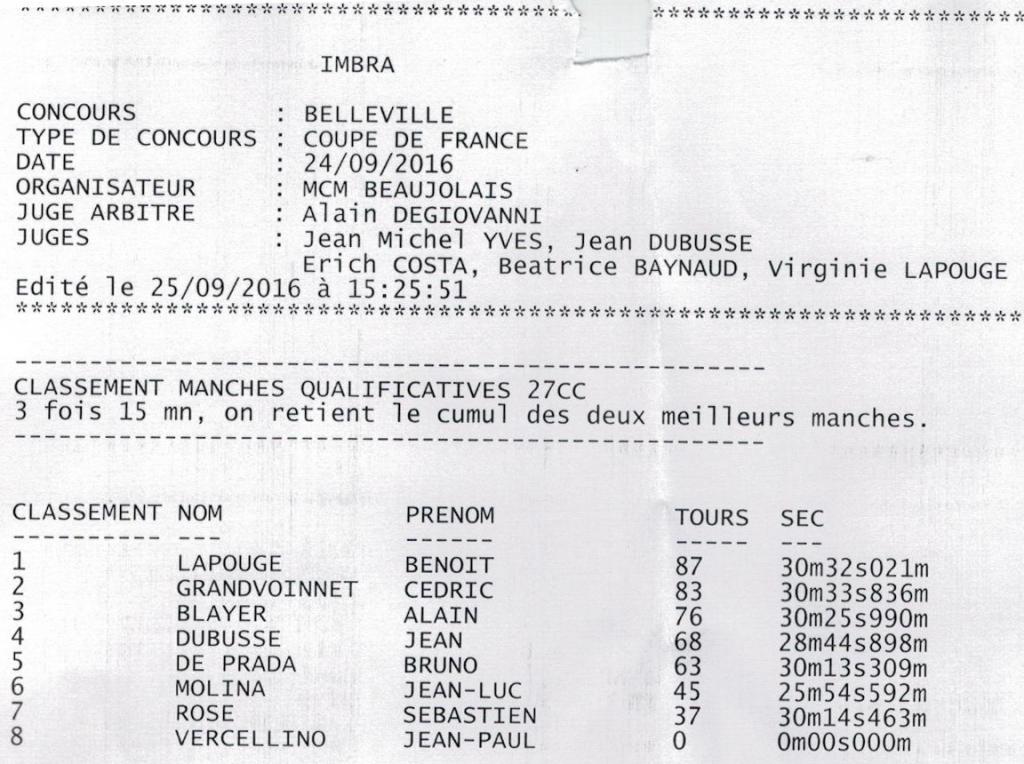 ********************************************************************
IMBRA
CONCOURS : BELLEVILLE
TYPE DE CONCOURS : COUPE DE FRANCE
DATE : 24/09/2016
ORGANISATEUR : MCM BEAUJOLAIS
JUGE ARBITRE : Alain DEGIOVANNI
JUGES : Jean Michel YVES, Jean DUBUSSE
Erich COSTA, Beatrice BAYNAUD, Virginie LAPOUGE
Edité le 25/09/2016 à 15:25:51
********************************************************************
--------------------------------------------------
CLASSEMENT MANCHES QUALIFICATIVES 27CC
3 fois 15 mn, on retient le cumul des deux meilleurs manches.
--------------------------------------------------
CLASSEMENT NOM PRENOM TOURS SEC
-------------- ------ ----- ---
1 LAPOUGE BENOIT 87 30m32s021m
2 GRANDVOINNET CEDRIC 83 30m33s836m
3 BLAYER ALAIN 76 30m25s990m
4 DUBUSSE JEAN 68 28m44s898m
5 DE PRADA BRUNO 63 30m13s309m
6 MOLINA JEAN-LUC 45 25m54s592m
7 ROSE SEBASTIEN 37 30m14s463m
8 VERCELLINO JEAN-PAUL 0 0m00s000m